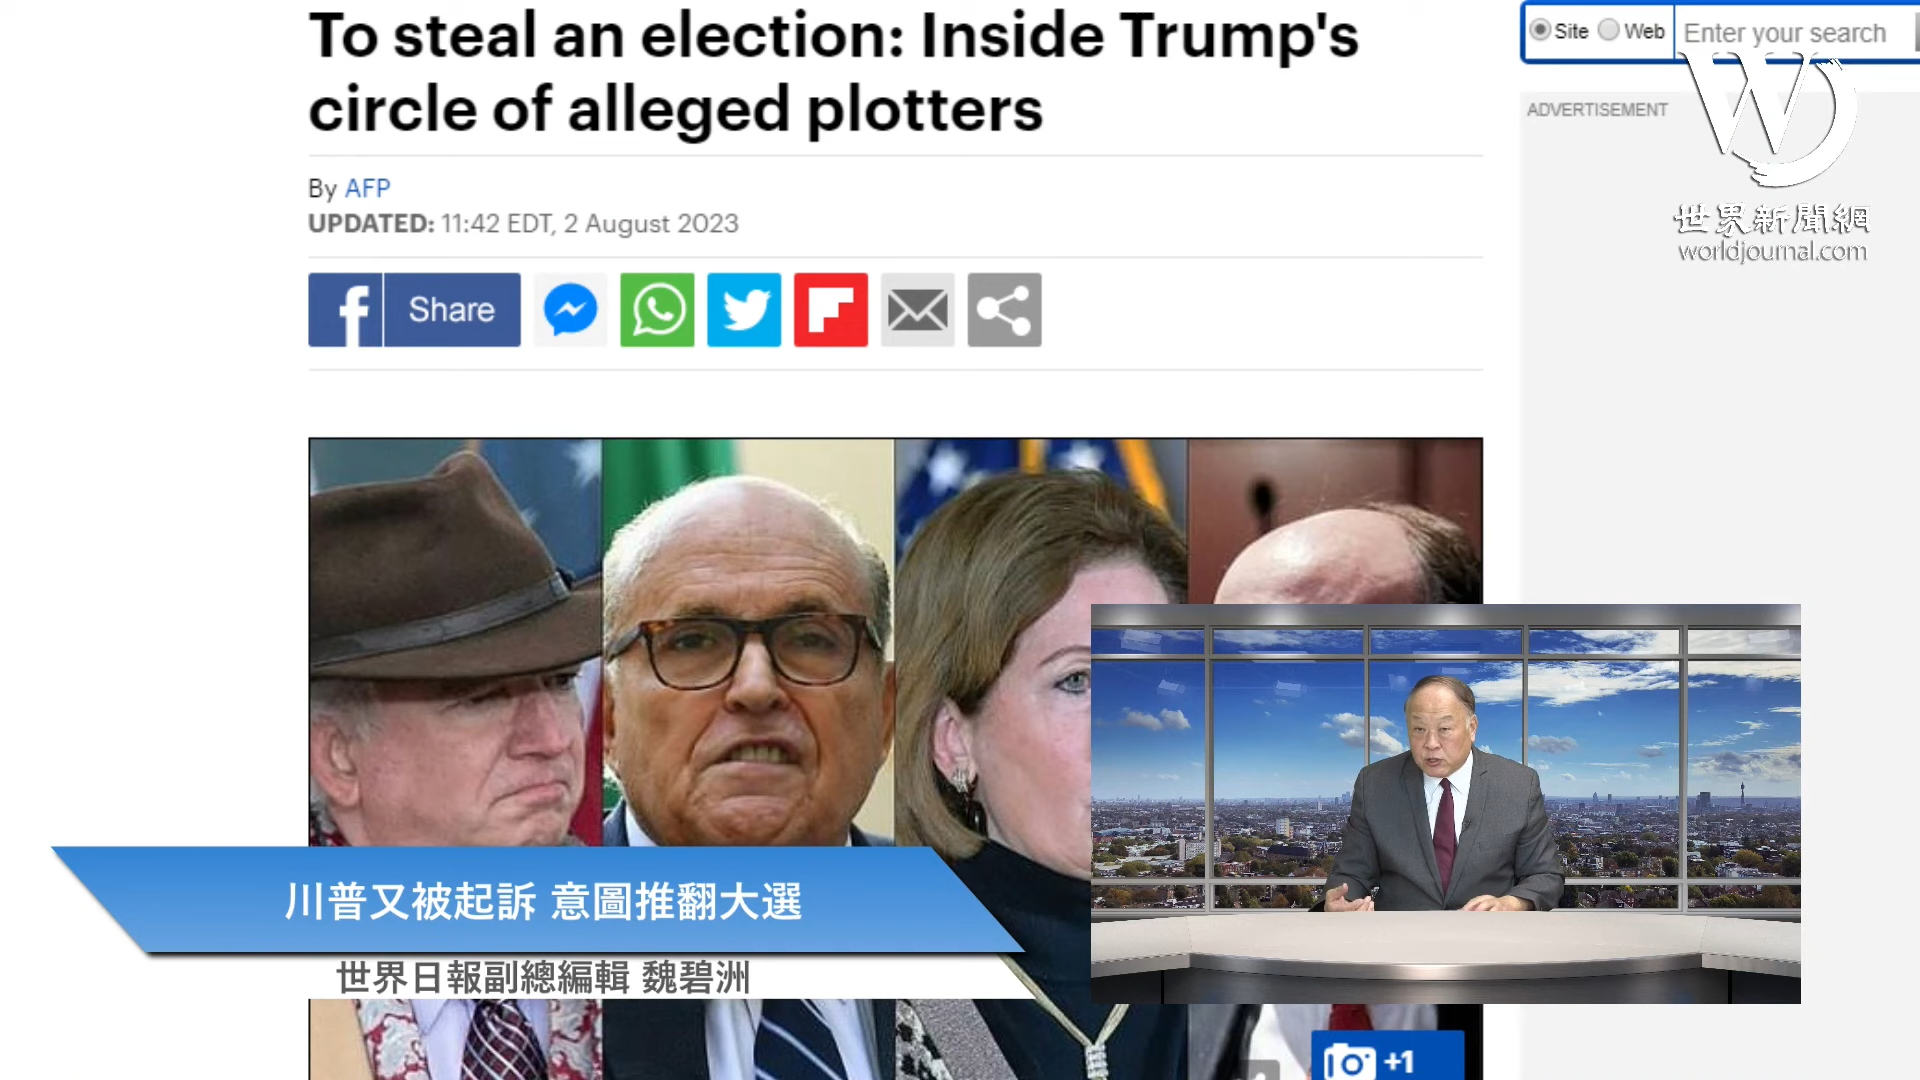 To steal an election: Inside Trump's
circle of alleged plotters
By AFP
UPDATED: 11:42 EDT, 2 August 2023
Share
Site Web Enter your search
ADVERTISEMENT
世界新聞網
worldjournal.com
川普又被起訴 意圖推翻大選
世界日報副總編輯 魏碧洲
+1